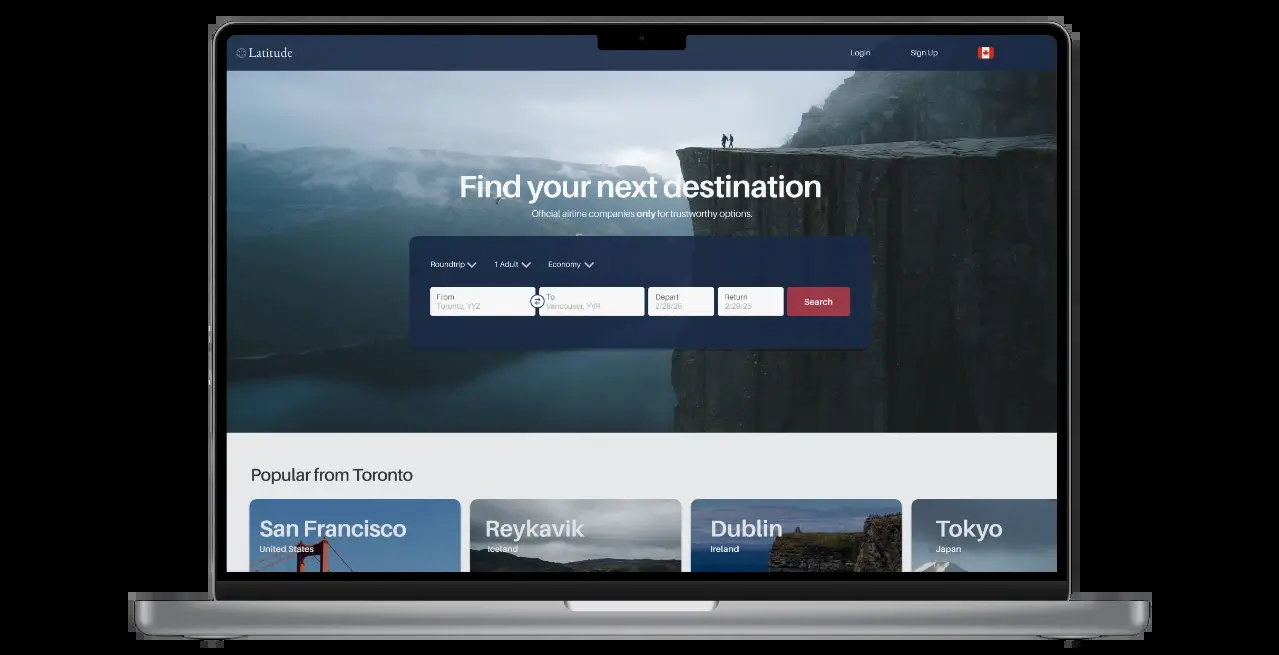 Latitude
Login
Sign Up
Find your next destination
Official airline companies only for trustworthy options.
Roundtrip
1 Adult
Economy
From
Toronto, YYZ
To
Vancouver, YVR
Depart
2/28/25
Return
2/29/25
Search
Popular from Toronto
San Francisco
United States
Reykavik
Iceland
Dublin
Ireland
Tokyo
Japan